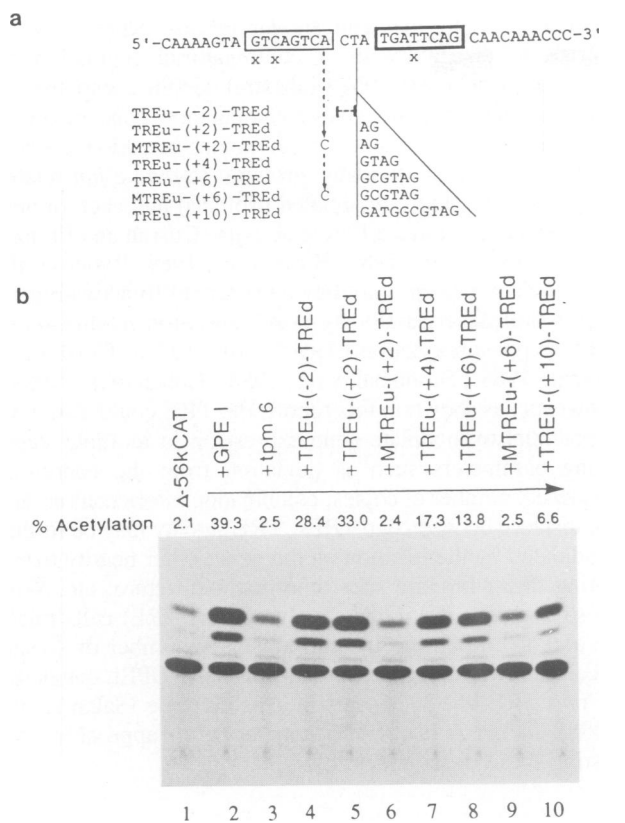 a
5'-CAAAAGTA GTCAGTCA CTA TGATTCAG CAACAAACCC-3'
x x x
TREu-(-2)-TREd
TREu-(+2)-TREd AG
MTREu-(+2)-TREd C AG
TREu-(+4)-TREd GTAG
TREu-(+6)-TREd GCGTAG
MTREu-(+6)-TREd C GCGTAG
TREu-(+10)-TREd GATGGCGTAG
b
Δ-56kCAT
+GPE I
+tpm 6
+TREu-(-2)-TREd
+TREu-(+2)-TREd
+MTREu-(+2)-TREd
+TREu-(+4)-TREd
+TREu-(+6)-TREd
+MTREu-(+6)-TREd
+TREu-(+10)-TREd
% Acetylation 2.1 39.3 2.5 28.4 33.0 2.4 17.3 13.8 2.5 6.6
1 2 3 4 5 6 7 8 9 10